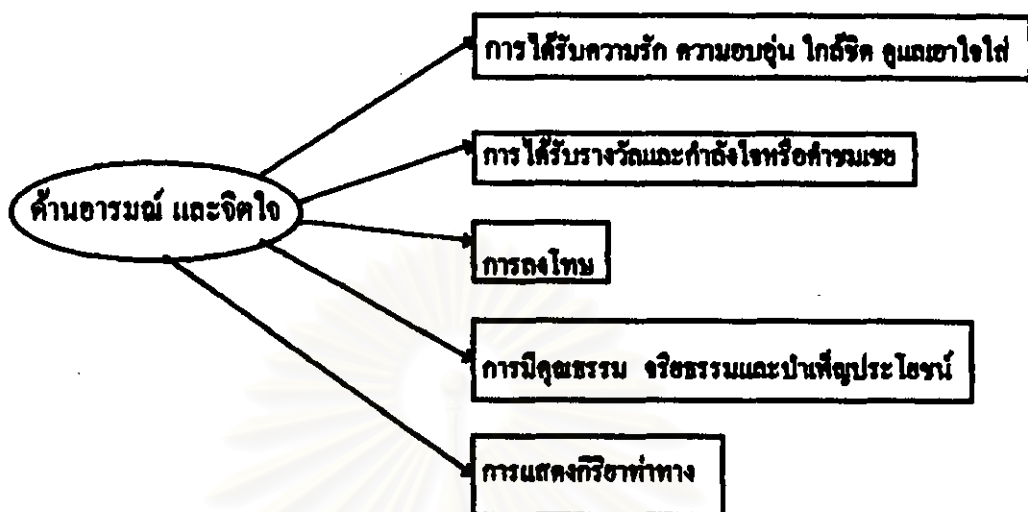 การได้รับความรัก ความอบอุ่น ใกล้ชิด ดูแลเอาใจใส่
การได้รับรางวัลและกำลังใจหรือคำชมเชย
ด้านอารมณ์ และจิตใจ
การลงโทษ
การมีคุณธรรม จริยธรรมและบำเพ็ญประโยชน์
การแสดงกิริยาท่าทาง